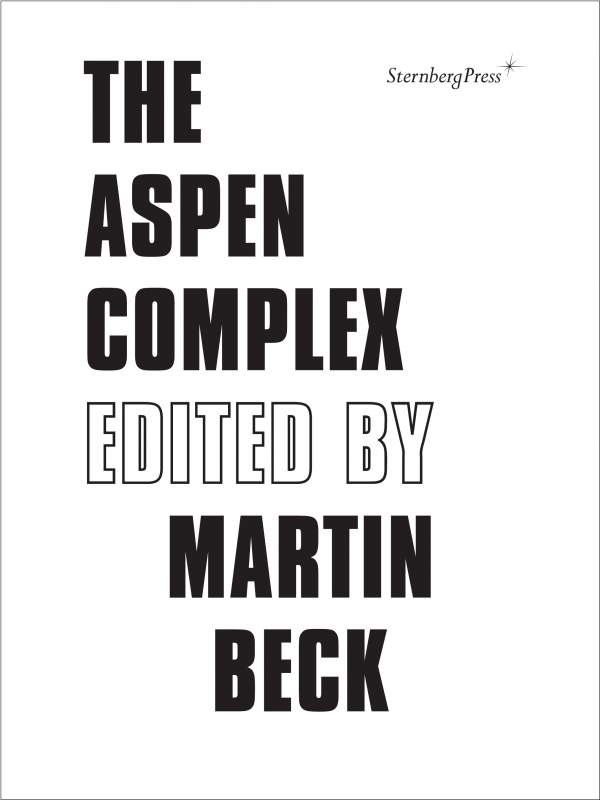 THE
SternbergPress
ASPEN
COMPLEX
EDITED BY
MARTIN
BECK